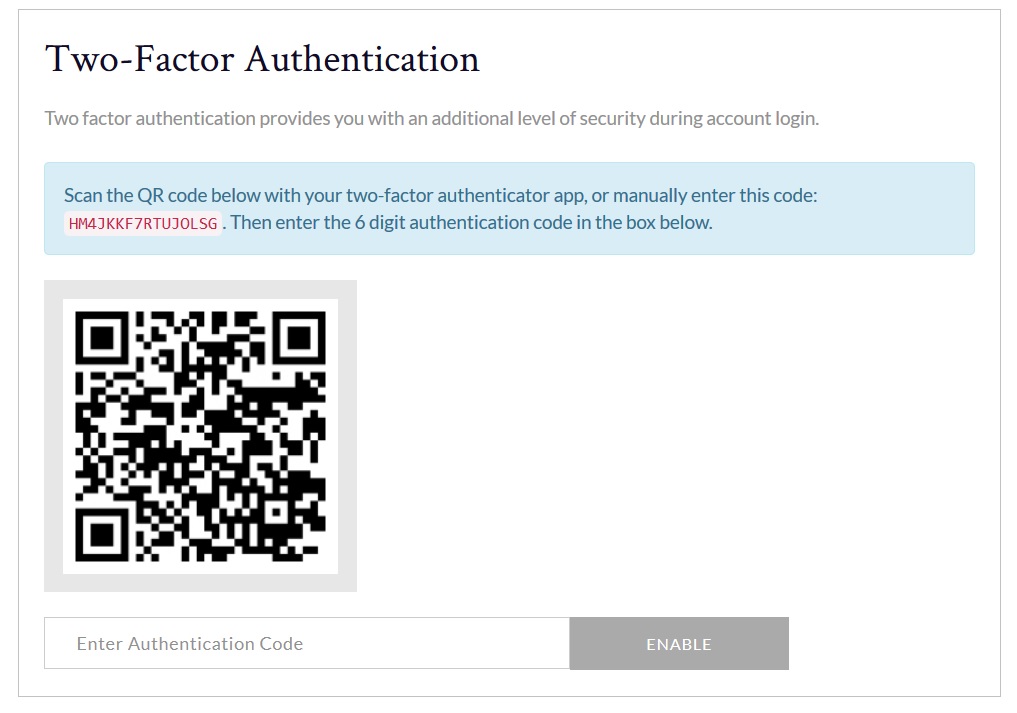 Two-Factor Authentication
Two factor authentication provides you with an additional level of security during account login.
Scan the QR code below with your two-factor authenticator app, or manually enter this code:
HM4JKKF7RTUJOLSG. Then enter the 6 digit authentication code in the box below.
Enter Authentication Code
ENABLE